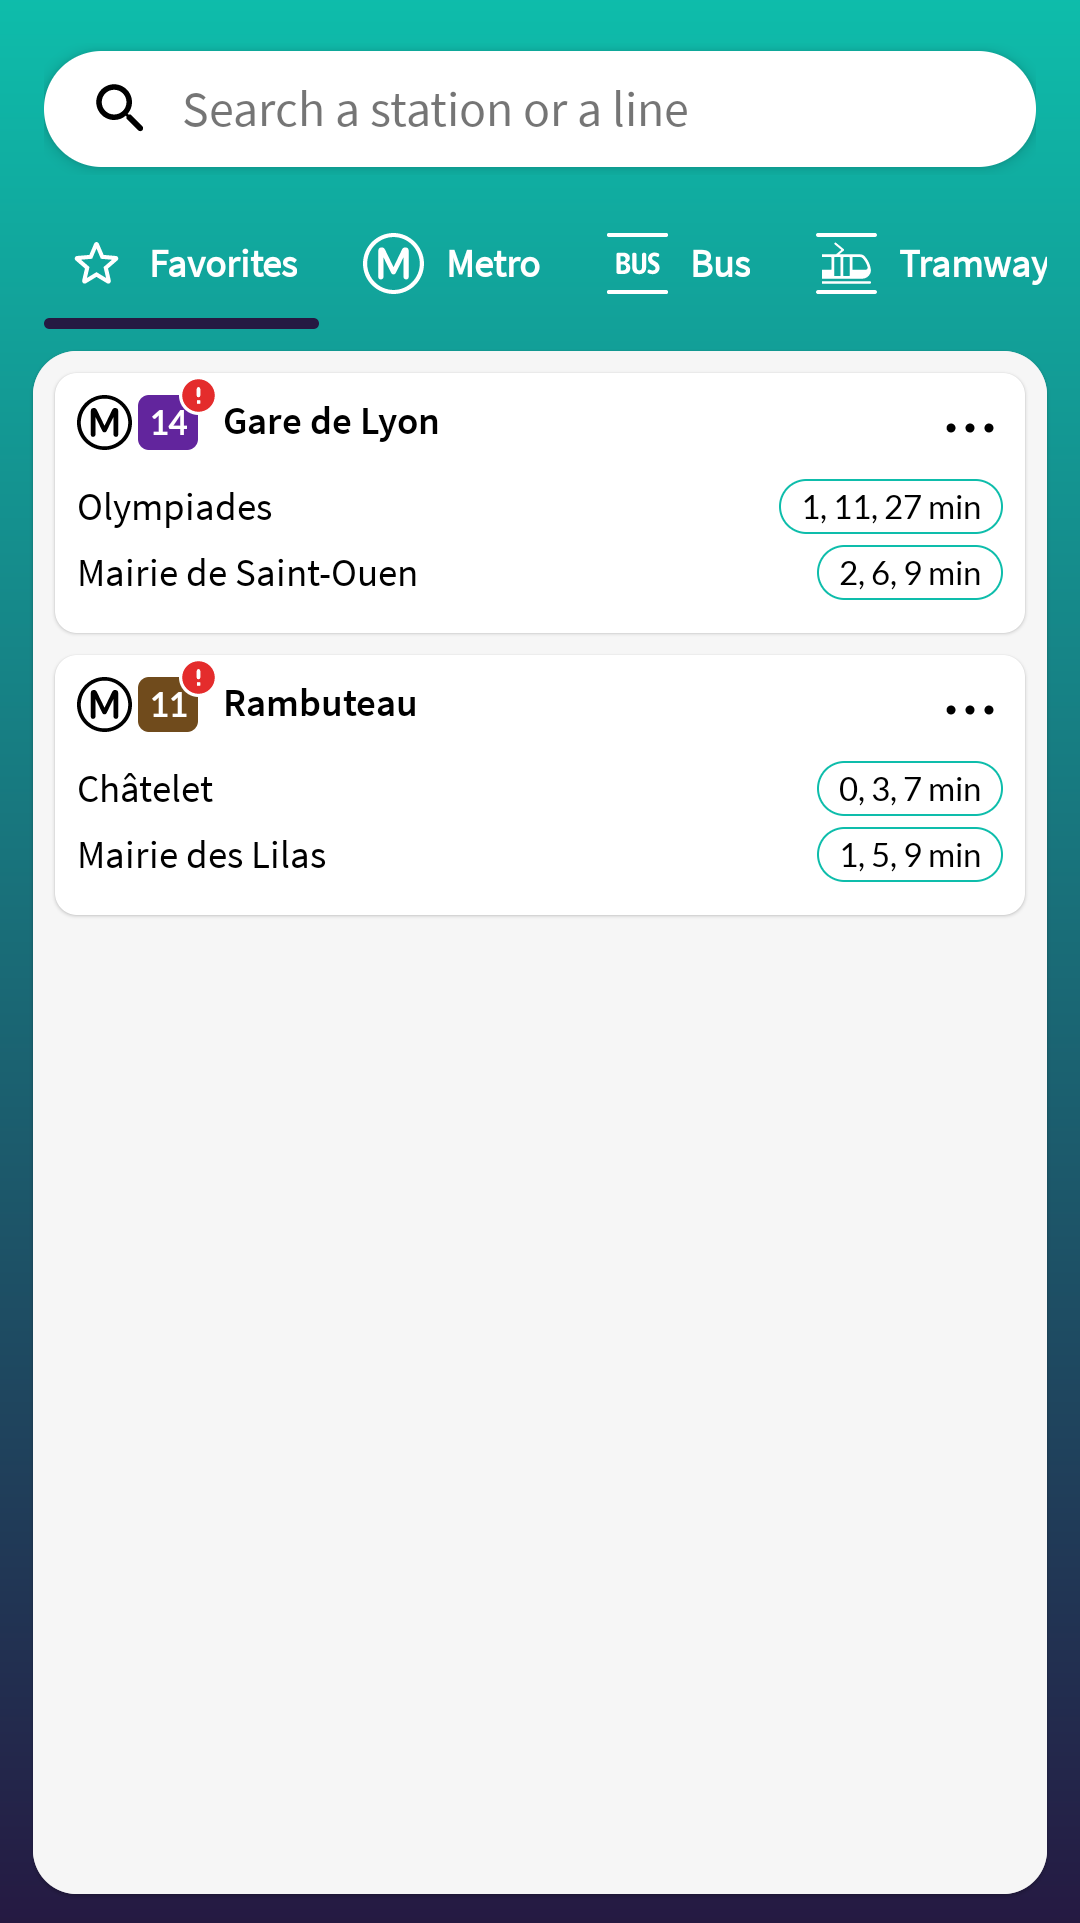 Search a station or a line
Favorites M Metro BUS Bus Tramway
M 14 ! Gare de Lyon ...
Olympiades 1, 11, 27 min
Mairie de Saint-Ouen 2, 6, 9 min
M 11 ! Rambuteau ...
Châtelet 0, 3, 7 min
Mairie des Lilas 1, 5, 9 min